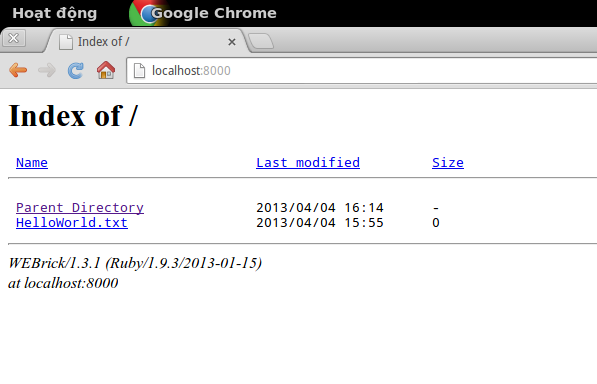 Hoạt động Google Chrome
Index of /
localhost:8000
Index of /
Name Last modified Size
Parent Directory 2013/04/04 16:14 -
HelloWorld.txt 2013/04/04 15:55 0
WEBrick/1.3.1 (Ruby/1.9.3/2013-01-15)
at localhost:8000